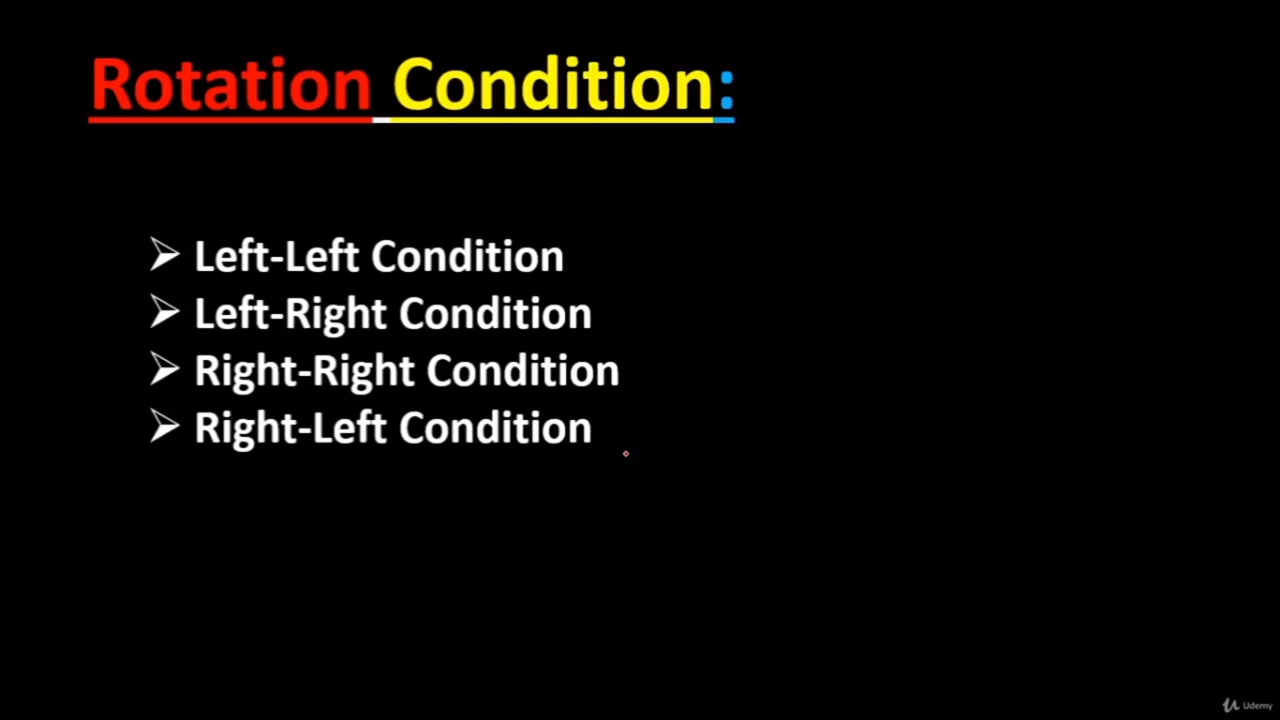 Rotation Condition:
➢ Left-Left Condition
➢ Left-Right Condition
➢ Right-Right Condition
➢ Right-Left Condition
Udemy